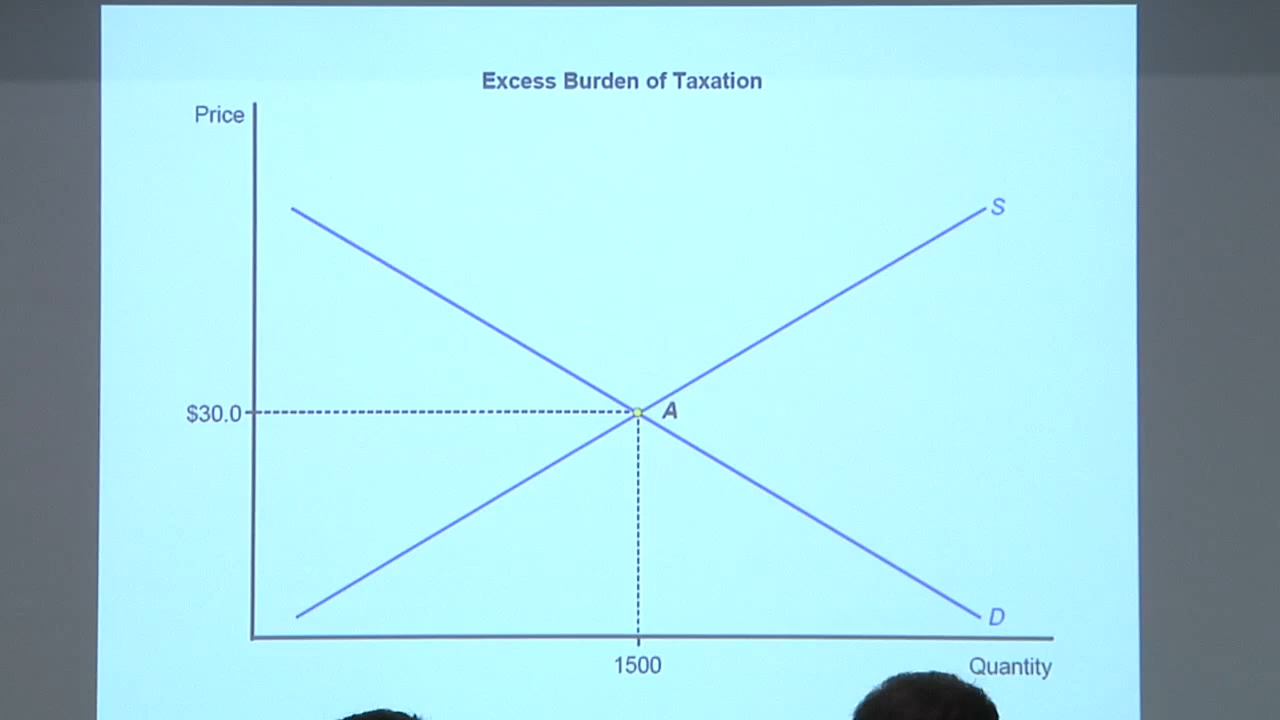 Excess Burden of Taxation
Price
S
$30.0
A
D
1500
Quantity